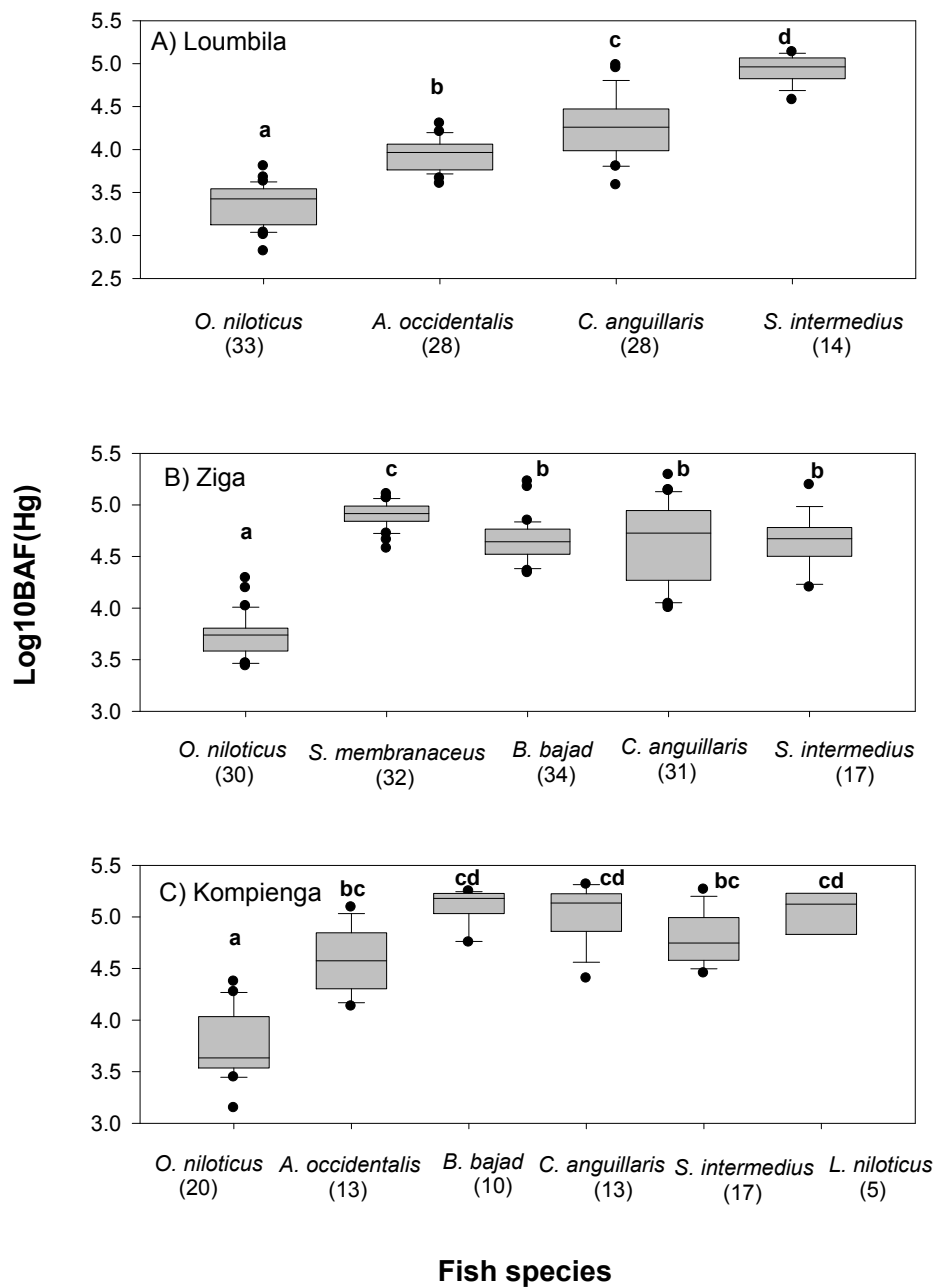 5.5
A) Loumbila
a
b
c
d
5.0
4.5
4.0
3.5
3.0
2.5
O. niloticus A. occidentalis C. anguillaris S. intermedius
(33) (28) (28) (14)
Log10BAF(Hg)
5.5
B) Ziga
a
c
b
b
b
5.0
4.5
4.0
3.5
3.0
O. niloticus S. membranaceus B. bajad C. anguillaris S. intermedius
(30) (32) (34) (31) (17)
5.5
C) Kompienga
a
bc
cd
cd
bc
cd
5.0
4.5
4.0
3.5
3.0
O. niloticus A. occidentalis B. bajad C. anguillaris S. intermedius L. niloticus
(20) (13) (10) (13) (17) (5)
Fish species